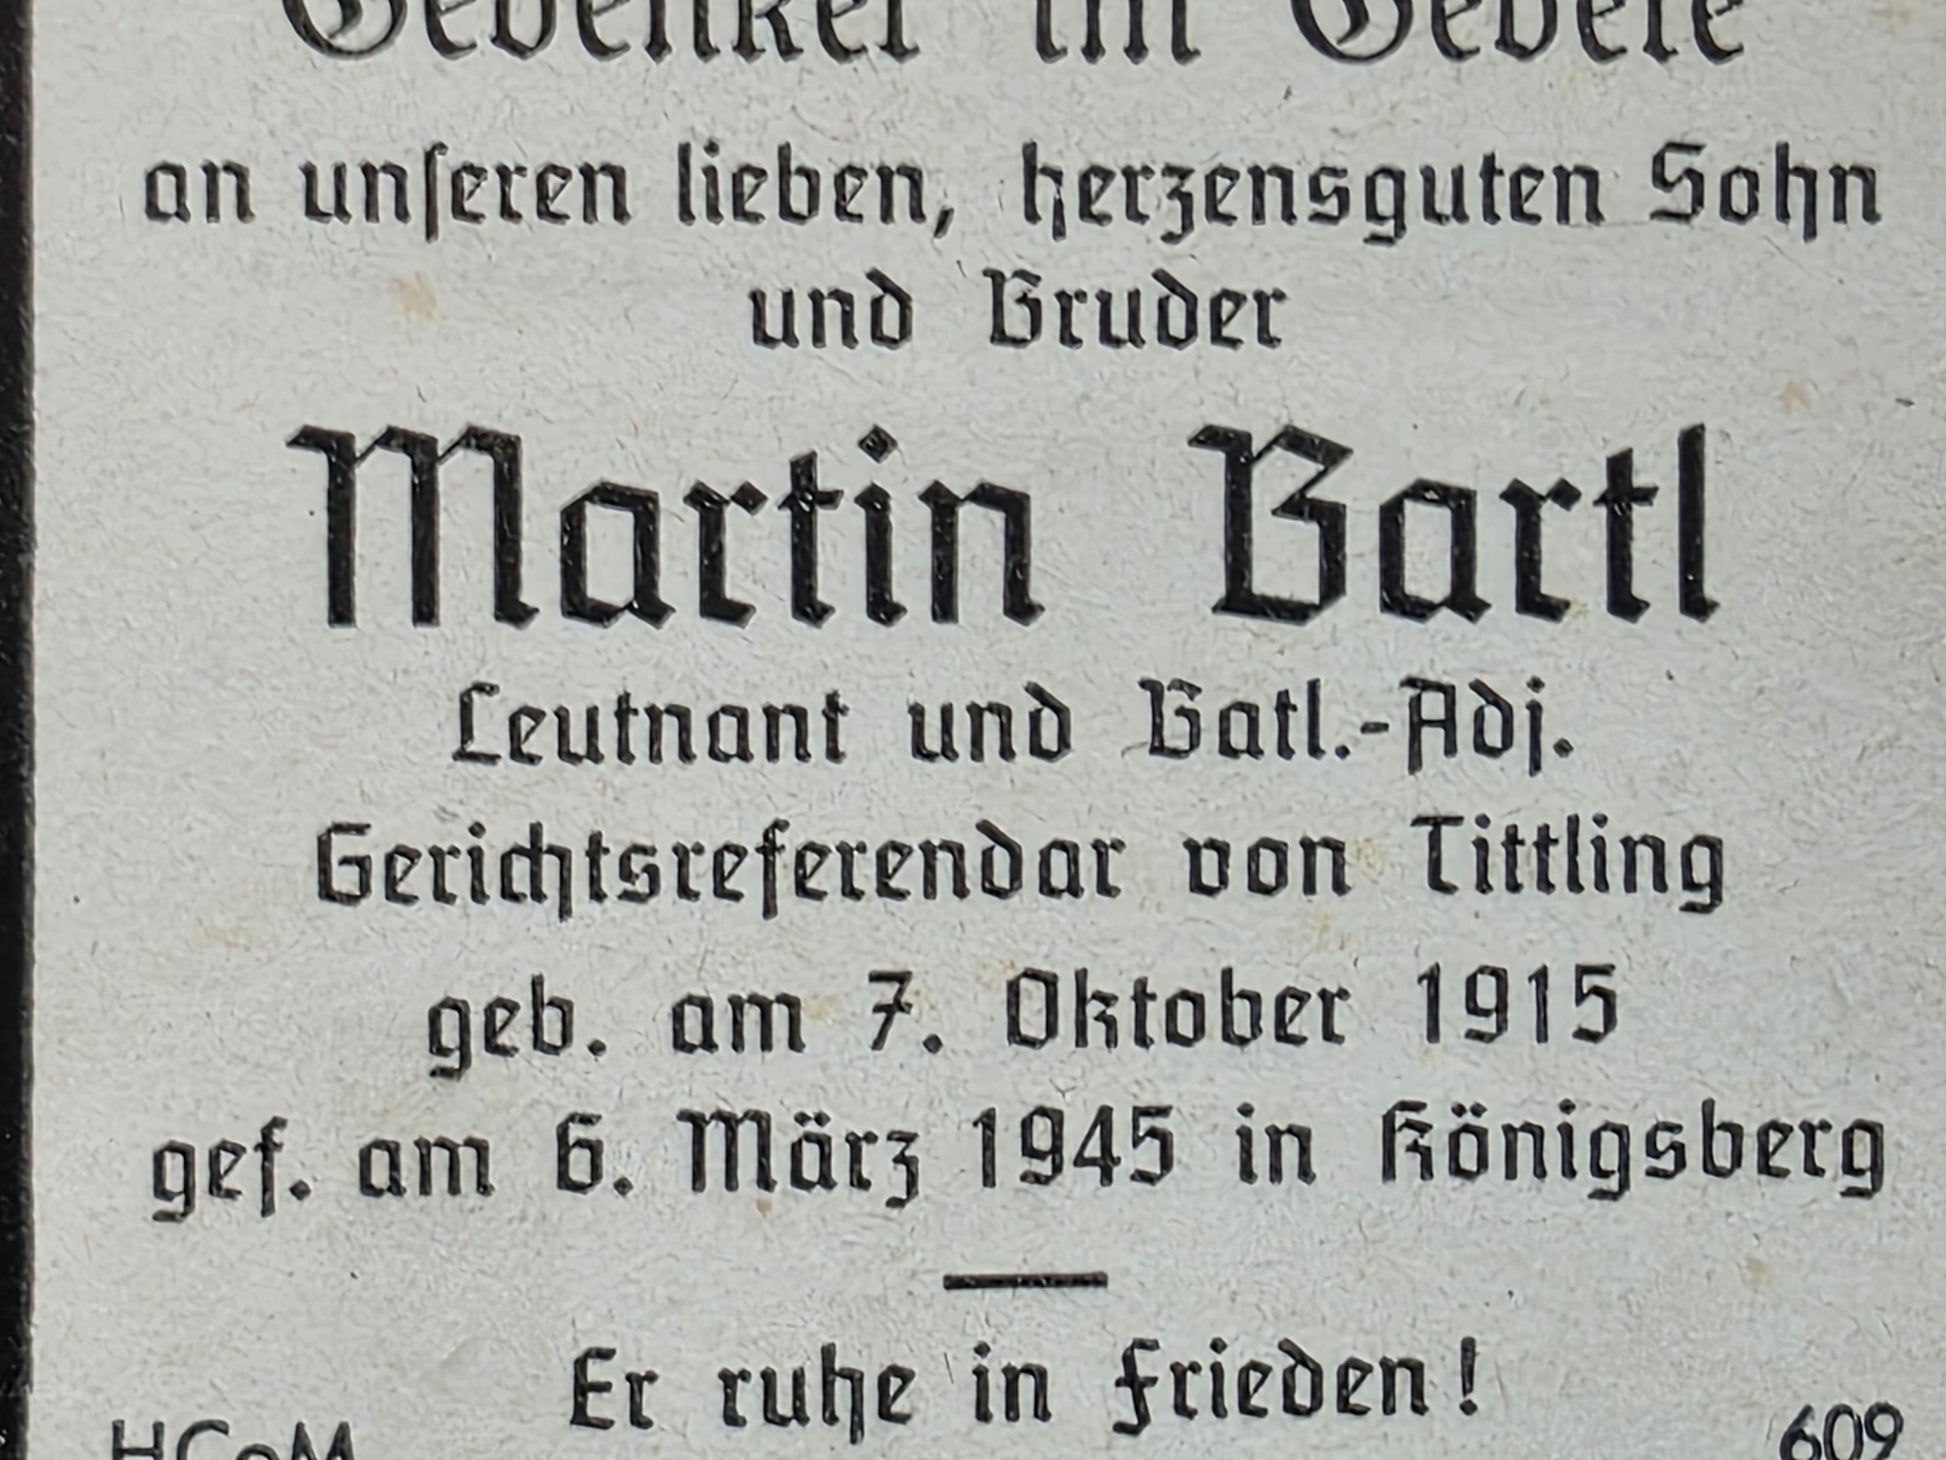 Gedenket im Gebete
an unſeren lieben, herzensguten Sohn
und Bruder
Martin Bartl
Leutnant und Batl.-Adj.
Gerichtsreferendar von Tittling
geb. am 7. Oktober 1915
gef. am 6. März 1945 in Königsberg
Er ruhe in Frieden!
HCoM 609